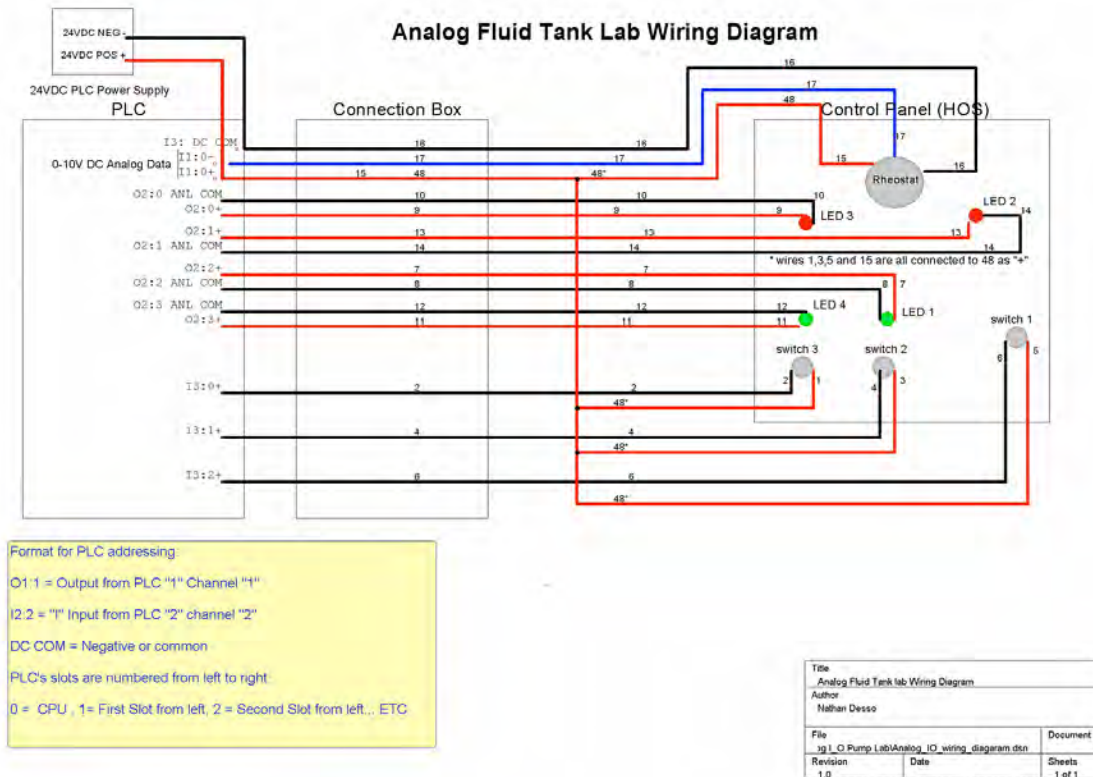 Analog Fluid Tank Lab Wiring Diagram
24VDC NEG -
24VDC POS +
24VDC PLC Power Supply
PLC
Connection Box
Control Panel (HOS)
16
17
48
17
15
16
Rheostat
I3: DC COM
16
16
0-10V DC Analog Data
I1:0-
17
17
I1:0+
15
48
48*
O2:0 ANL COM
10
10
10
O2:0+
9
9
9
LED 3
LED 2
14
O2:1+
13
13
13
O2:1 ANL COM
14
14
14
* wires 1,3,5 and 15 are all connected to 48 as "+"
O2:2+
7
7
O2:2 ANL COM
8
8
8
7
O2:3 ANL COM
12
12
12
LED 4
LED 1
O2:3+
11
11
11
switch 1
6
5
switch 3
switch 2
2
1
4
3
I3:0+
2
2
48*
I3:1+
4
4
48*
I3:2+
6
6
48*
Format for PLC addressing
O1:1 = Output from PLC "1" Channel "1"
I2:2 = "I" Input from PLC "2" channel "2"
DC COM = Negative or common
PLC's slots are numbered from left to right
0 = CPU , 1= First Slot from left, 2 = Second Slot from left... ETC
Title
Analog Fluid Tank lab Wiring Diagram
Author
Nathan Desso
File
Document
I_O Pump Lab\Analog_IO_wiring_diagaram.dsn
Revision
Date
Sheets
1.0
1 of 1